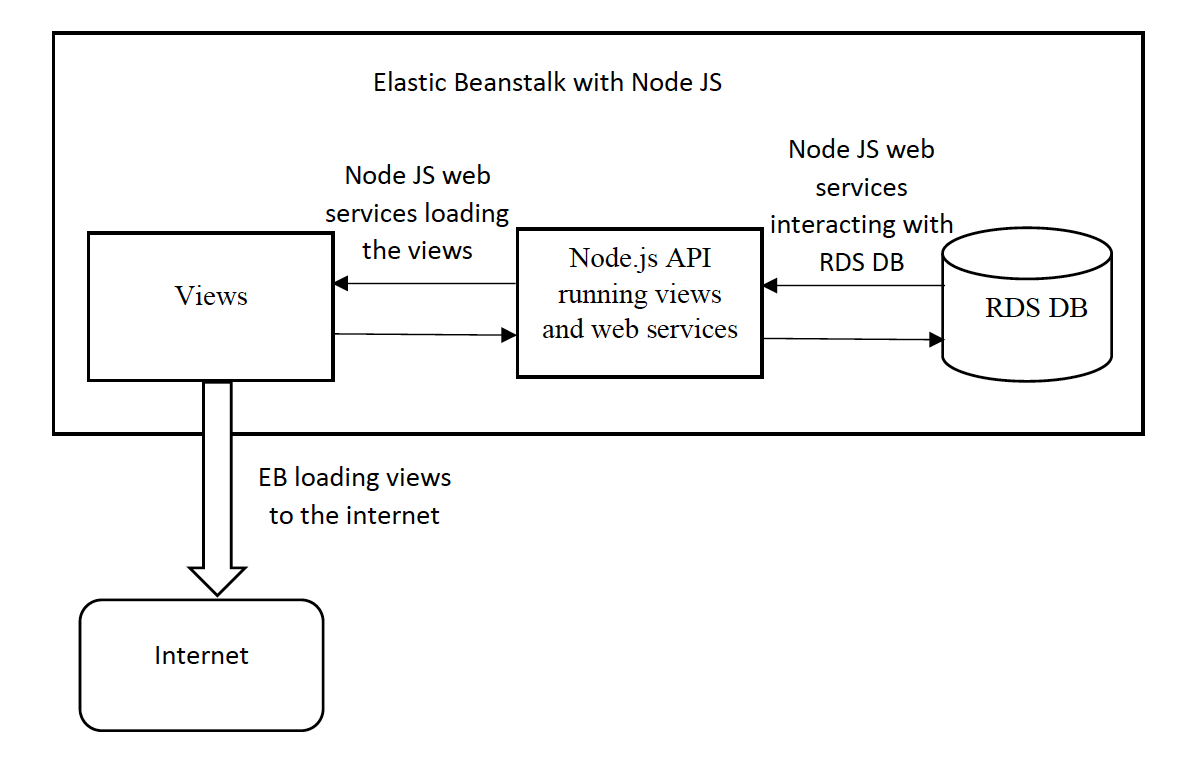 Elastic Beanstalk with Node JS
Node JS web
services loading
the views
Node JS web
services
interacting with
RDS DB
Views
Node.js API
running views
and web services
RDS DB
EB loading views
to the internet
Internet